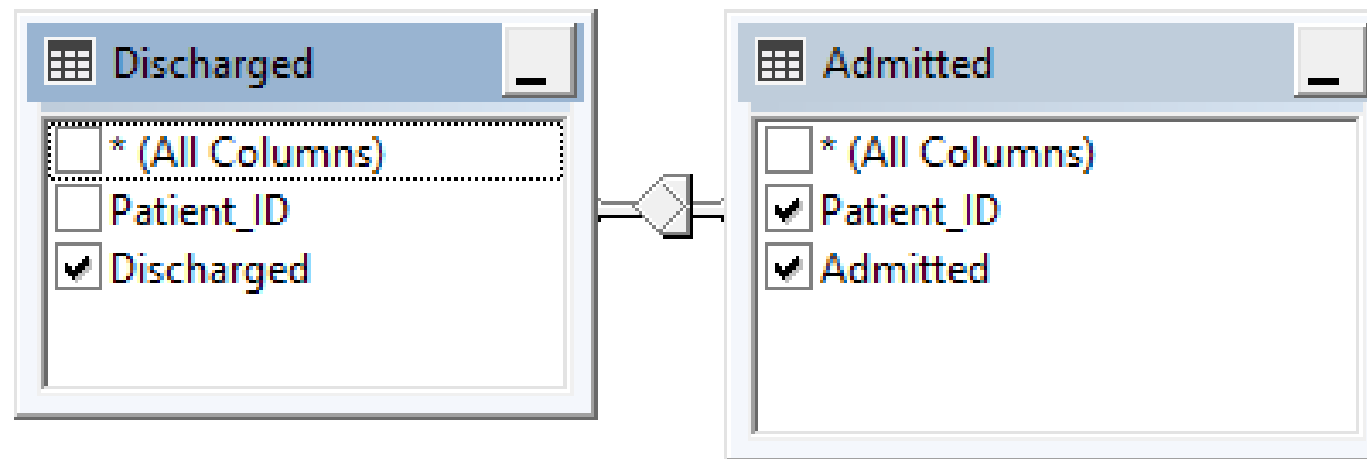 Discharged
* (All Columns)
Patient_ID
Discharged
Admitted
* (All Columns)
Patient_ID
Admitted